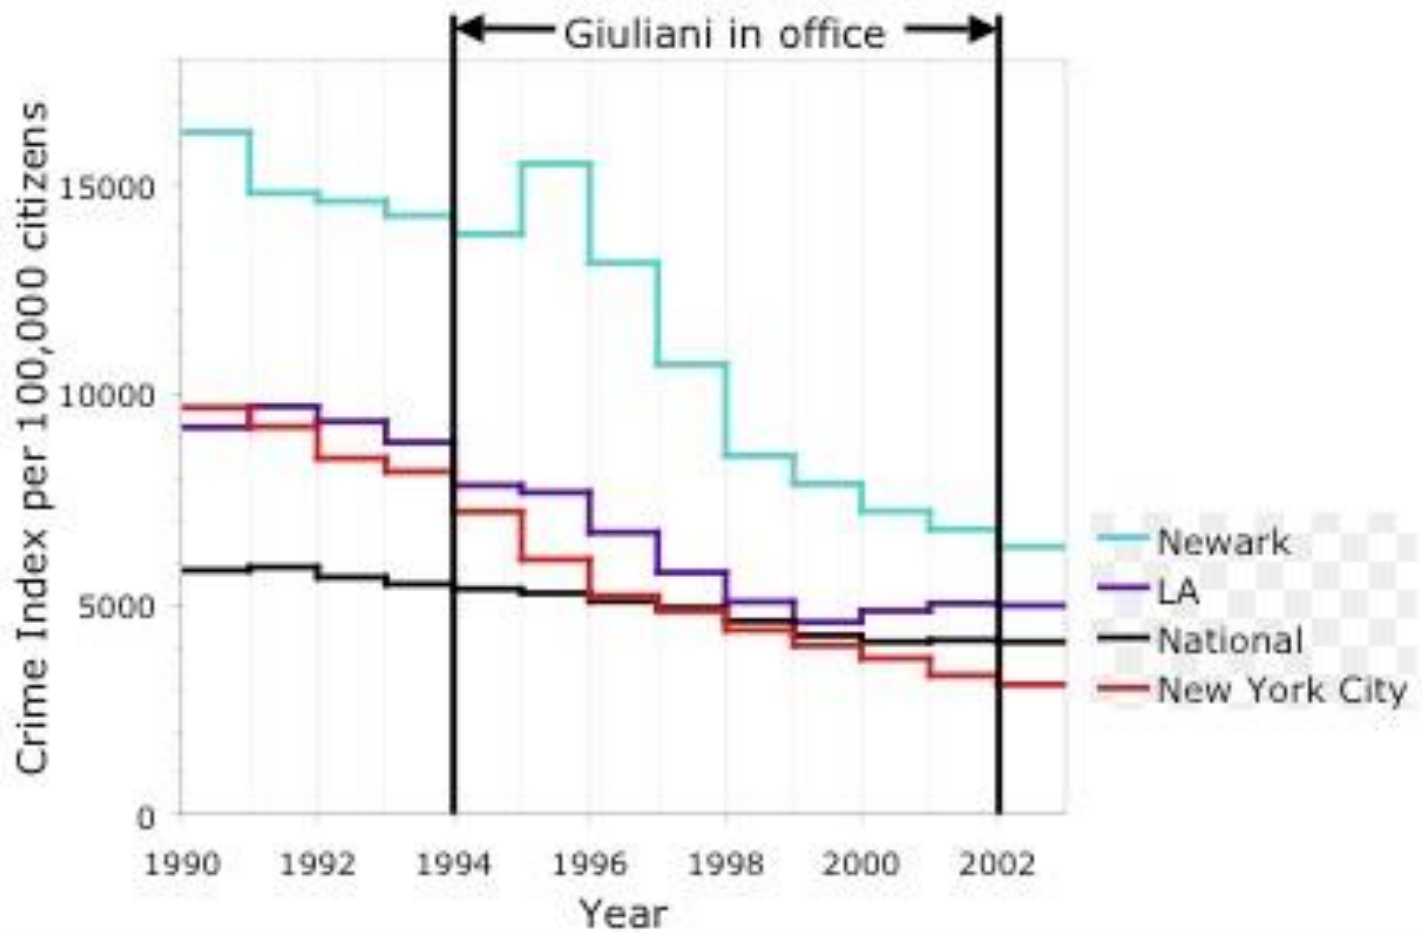 Giuliani in office
Crime Index per 100,000 citizens
15000
10000
5000
0
1990 1992 1994 1996 1998 2000 2002
Year
Newark
LA
National
New York City